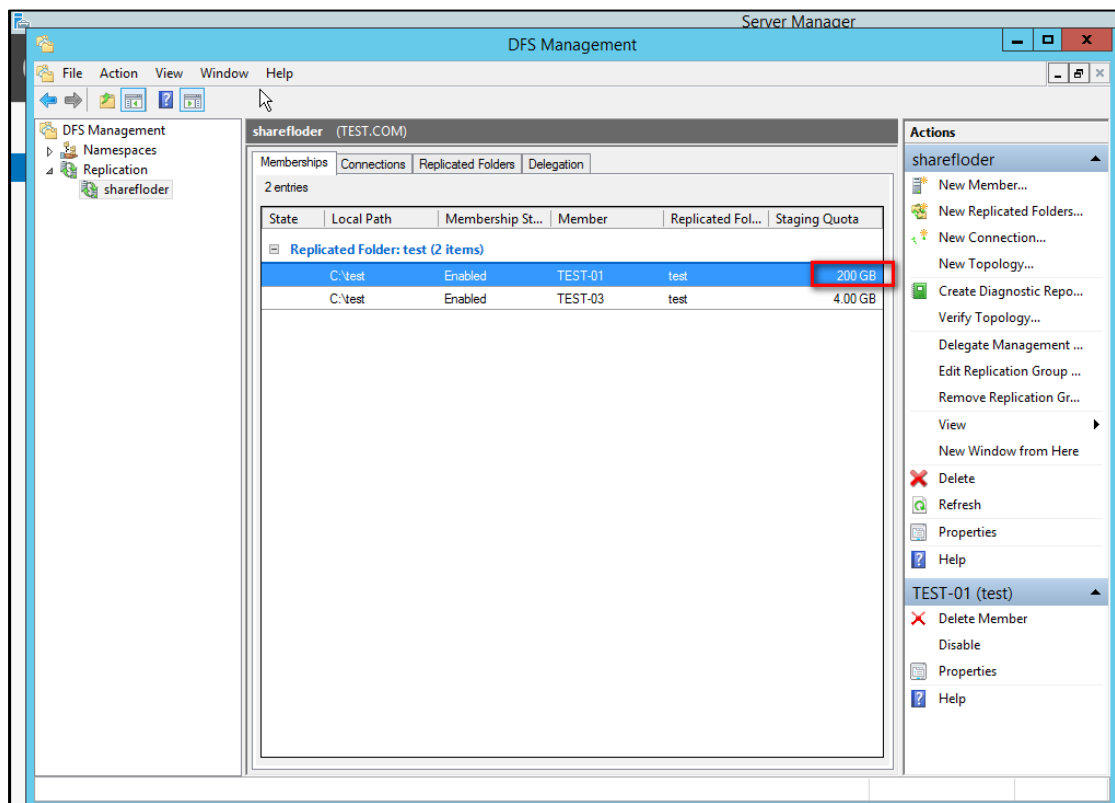 Server Manager
DFS Management
File Action View Window Help
DFS Management
Namespaces
Replication
sharefloder
sharefloder (TEST.COM)
Memberships Connections Replicated Folders Delegation
2 entries
State Local Path Membership St... Member Replicated Fol... Staging Quota
Replicated Folder: test (2 items)
C:\test Enabled TEST-01 test 200 GB
C:\test Enabled TEST-03 test 4.00 GB
Actions
sharefloder
New Member...
New Replicated Folders...
New Connection...
New Topology...
Create Diagnostic Repo...
Verify Topology...
Delegate Management ...
Edit Replication Group ...
Remove Replication Gr...
View
New Window from Here
Delete
Refresh
Properties
Help
TEST-01 (test)
Delete Member
Disable
Properties
Help